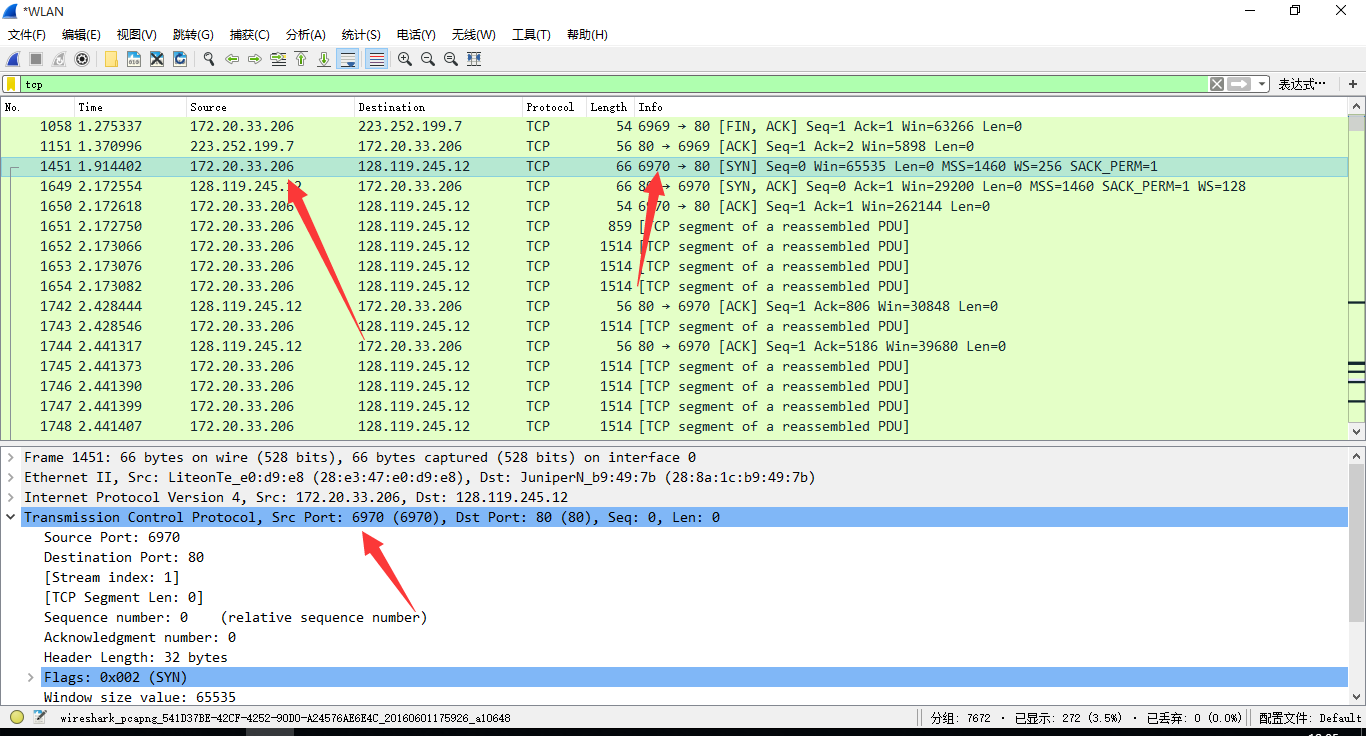 *WLAN
文件(F) 编辑(E) 视图(V) 跳转(G) 捕获(C) 分析(A) 统计(S) 电话(Y) 无线(W) 工具(T) 帮助(H)
tcp 表达式… +
No. Time Source Destination Protocol Length Info
1058 1.275337 172.20.33.206 223.252.199.7 TCP 54 6969 → 80 [FIN, ACK] Seq=1 Ack=1 Win=63266 Len=0
1151 1.370996 223.252.199.7 172.20.33.206 TCP 56 80 → 6969 [ACK] Seq=1 Ack=2 Win=5898 Len=0
1451 1.914402 172.20.33.206 128.119.245.12 TCP 66 6970 → 80 [SYN] Seq=0 Win=65535 Len=0 MSS=1460 WS=256 SACK_PERM=1
1649 2.172554 128.119.245.12 172.20.33.206 TCP 66 80 → 6970 [SYN, ACK] Seq=0 Ack=1 Win=29200 Len=0 MSS=1460 SACK_PERM=1 WS=128
1650 2.172618 172.20.33.206 128.119.245.12 TCP 54 6970 → 80 [ACK] Seq=1 Ack=1 Win=262144 Len=0
1651 2.172750 172.20.33.206 128.119.245.12 TCP 859 [TCP segment of a reassembled PDU]
1652 2.173066 172.20.33.206 128.119.245.12 TCP 1514 [TCP segment of a reassembled PDU]
1653 2.173076 172.20.33.206 128.119.245.12 TCP 1514 [TCP segment of a reassembled PDU]
1654 2.173082 172.20.33.206 128.119.245.12 TCP 1514 [TCP segment of a reassembled PDU]
1742 2.428444 128.119.245.12 172.20.33.206 TCP 56 80 → 6970 [ACK] Seq=1 Ack=806 Win=30848 Len=0
1743 2.428546 172.20.33.206 128.119.245.12 TCP 1514 [TCP segment of a reassembled PDU]
1744 2.441317 128.119.245.12 172.20.33.206 TCP 56 80 → 6970 [ACK] Seq=1 Ack=5186 Win=39680 Len=0
1745 2.441373 172.20.33.206 128.119.245.12 TCP 1514 [TCP segment of a reassembled PDU]
1746 2.441390 172.20.33.206 128.119.245.12 TCP 1514 [TCP segment of a reassembled PDU]
1747 2.441399 172.20.33.206 128.119.245.12 TCP 1514 [TCP segment of a reassembled PDU]
1748 2.441407 172.20.33.206 128.119.245.12 TCP 1514 [TCP segment of a reassembled PDU]
Frame 1451: 66 bytes on wire (528 bits), 66 bytes captured (528 bits) on interface 0
Ethernet II, Src: LiteonTe_e0:d9:e8 (28:e3:47:e0:d9:e8), Dst: JuniperN_b9:49:7b (28:8a:1c:b9:49:7b)
Internet Protocol Version 4, Src: 172.20.33.206, Dst: 128.119.245.12
Transmission Control Protocol, Src Port: 6970 (6970), Dst Port: 80 (80), Seq: 0, Len: 0
Source Port: 6970
Destination Port: 80
[Stream index: 1]
[TCP Segment Len: 0]
Sequence number: 0 (relative sequence number)
Acknowledgment number: 0
Header Length: 32 bytes
Flags: 0x002 (SYN)
Window size value: 65535
wireshark_pcapng_541D37BE-42CF-4252-90D0-A24576AE6E4C_20160601175926_a10648 分组: 7672 · 已显示: 272 (3.5%) · 已丢弃: 0 (0.0%) 配置文件: Default